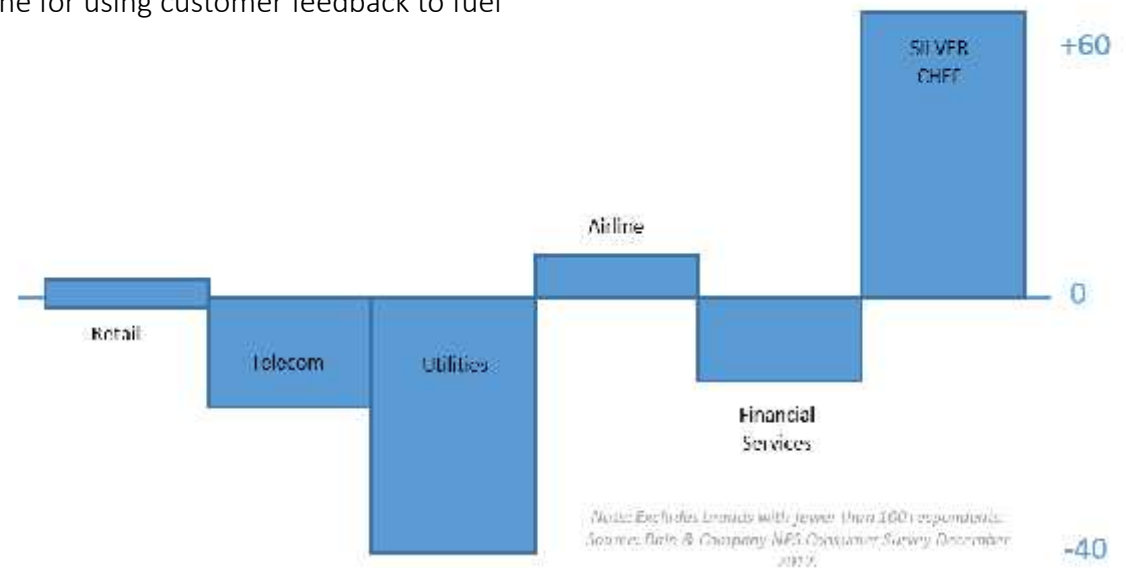 for using customer feedback to fuel
SILVER
CHEF
+60
Airline
0
Retail
Telecom
Utilities
Financial
Services
Note: Excludes brands with fewer than 100 respondents.
Source: Bain & Company NPS Consumer Survey December
-40